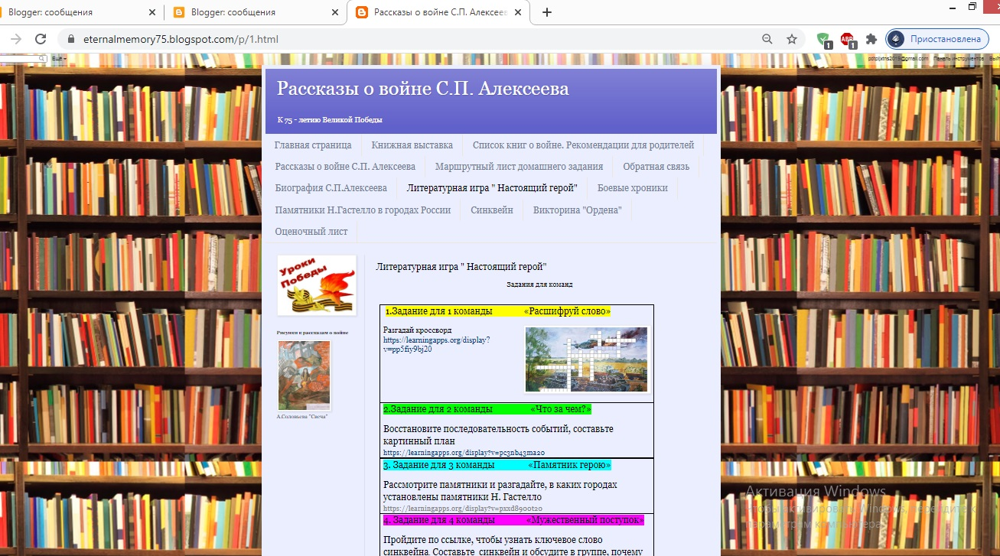 Blogger: сообщения
Blogger: сообщения
Рассказы о войне С.П. Алексеев
eternalmemory75.blogspot.com/p/1.html
ABP
1
1
Приостановлена
Ещё
Панель инструментов
Рассказы о войне С.П. Алексеева
К 75 - летию Великой Победы
Главная страница
Книжная выставка
Список книг о войне. Рекомендации для родителей
Рассказы о войне С.П. Алексеева
Маршрутный лист домашнего задания
Обратная связь
Биография С.П.Алексеева
Литературная игра " Настоящий герой"
Боевые хроники
Памятники Н.Гастелло в городах России
Синквейн
Викторина "Ордена"
Оценочный лист
Уроки
Победы
Рисунки к рассказам о войне
А.Соловьева "Свеча"
Литературная игра " Настоящий герой"
Задания для команд
1.Задание для 1 команды «Расшифруй слово»
Разгадай кроссворд
https://learningapps.org/display?
v=pp5fiy9bj20
2.Задание для 2 команды «Что за чем?»
Восстановите последовательность событий, составьте
картинный план
https://learningapps.org/display?v=pc3nb43ma20
3. Задание для 3 команды «Памятник герою»
Рассмотрите памятники и разгадайте, в каких городах
установлены памятники Н. Гастелло
https://learningapps.org/display?v=pxxd8900t20
4. Задание для 4 команды «Мужественный поступок»
Пройдите по ссылке, чтобы узнать ключевое слово
синквейна. Составьте синквейн и обсудите в группе, почему
Активация Windows
Чтобы активировать Windows, перейдите к
параметрам компьютера.